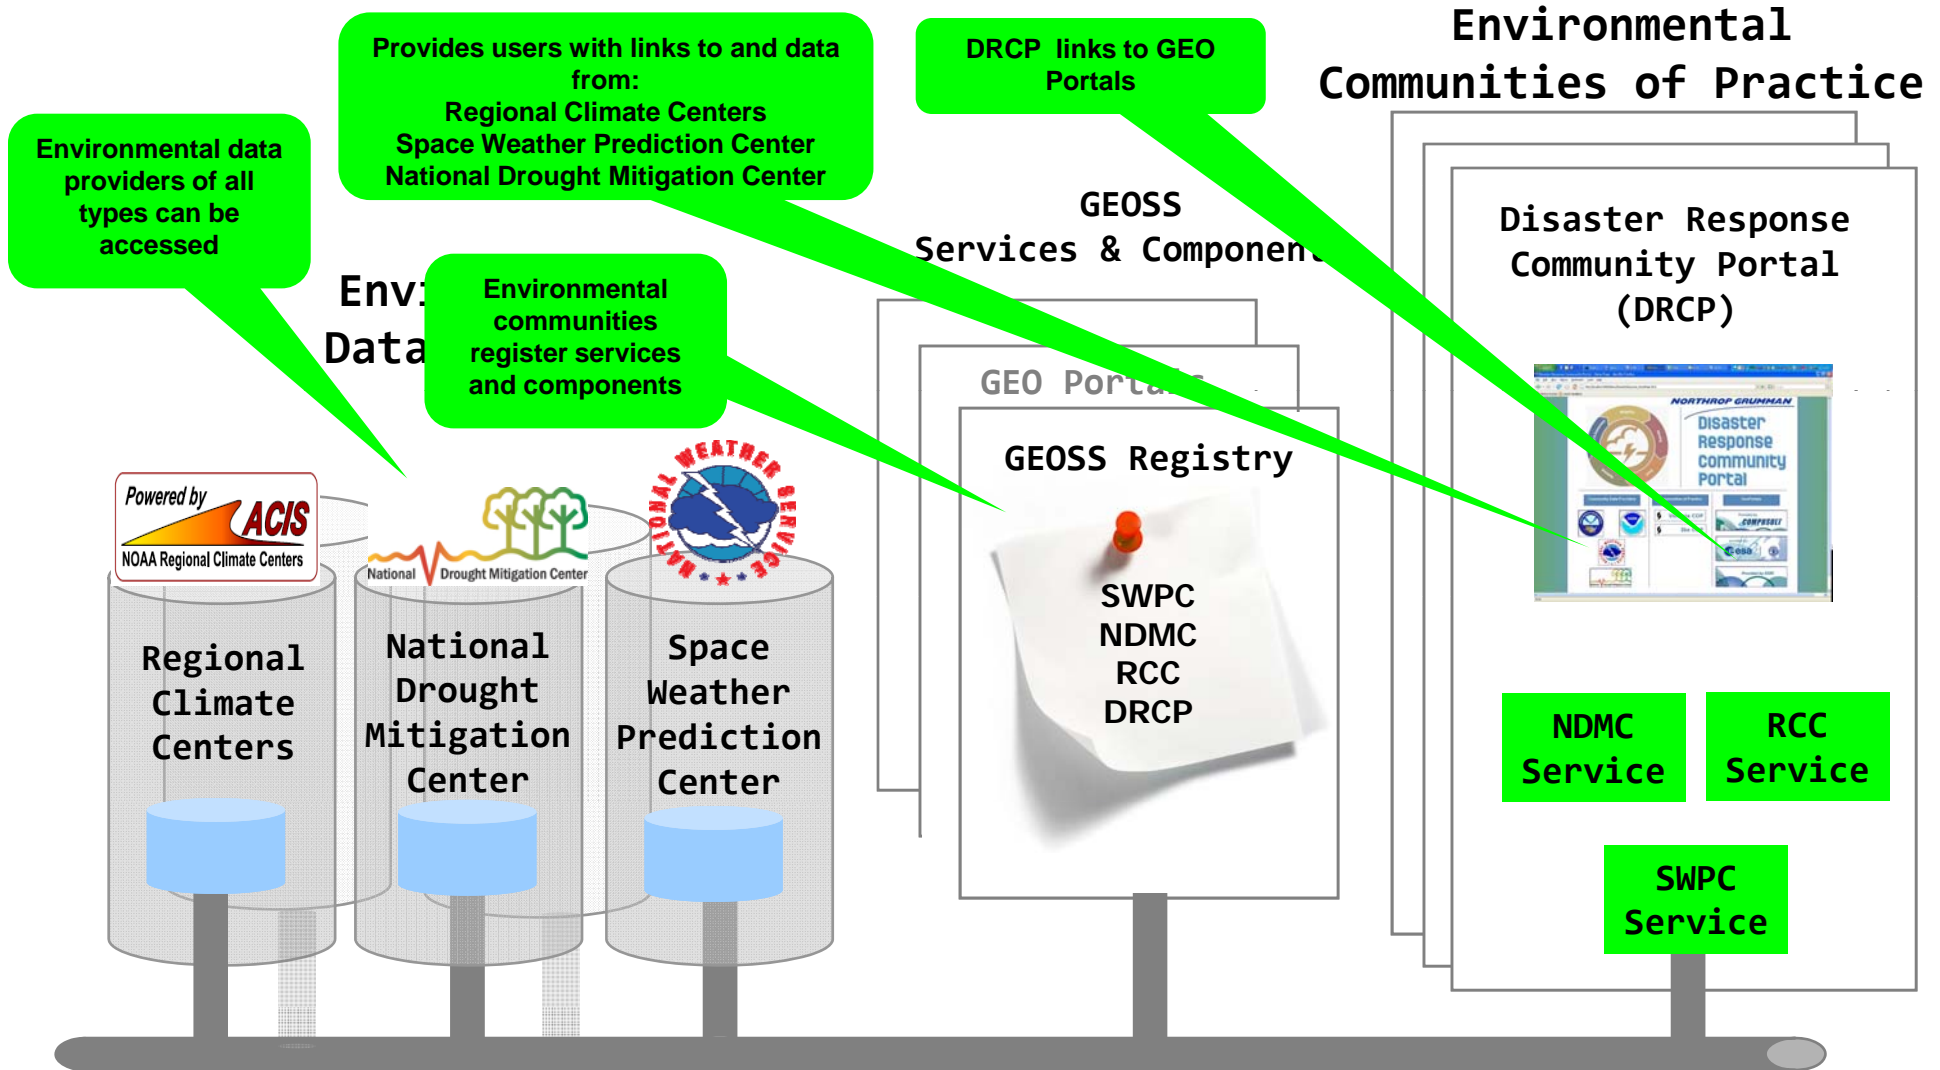 Environmental
Communities of Practice
Provides users with links to and data
from:
Regional Climate Centers
Space Weather Prediction Center
National Drought Mitigation Center
DRCP links to GEO
Portals
Environmental data
providers of all
types can be
accessed
GEOSS
Services & Component
Environmental
communities
register services
and components
Data
GEO Portals
GEOSS Registry
SWPC
NDMC
RCC
DRCP
Disaster Response
Community Portal
(DRCP)
NORTHROP GRUMMAN
Disaster
Response
Community
Portal
COMPUSULT
esa
Powered by
ACIS
NOAA Regional Climate Centers
National Drought Mitigation Center
NATIONAL WEATHER SERVICE
Regional
Climate
Centers
National
Drought
Mitigation
Center
Space
Weather
Prediction
Center
NDMC
Service
RCC
Service
SWPC
Service